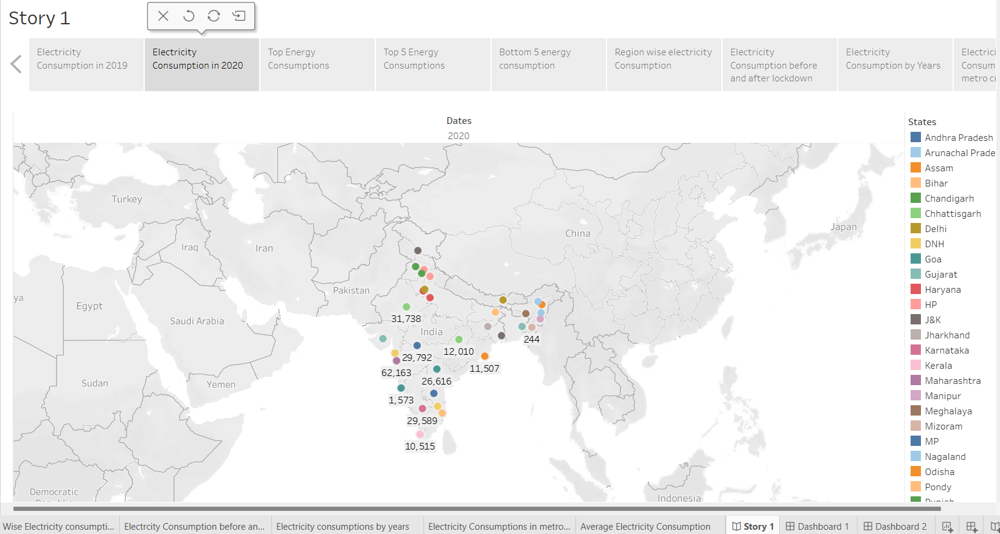 Story 1
Electricity
Consumption in 2019
Electricity
Consumption in 2020
Top Energy
Consumptions
Top 5 Energy
Consumptions
Bottom 5 energy
consumption
Region wise electricity
Consumption
Electricity
Consumption before
and after lockdown
Electricity
Consumption by Years
Electrici
Consum
metro ci
Dates
2020
Turkey
Iraq
Iran
ya
Egypt
Saudi Arabia
Sudan
Yemen
Democratic
Pakistan
India
China
Japan
Indonesia
31,738
244
12,010
29,792
11,507
62,163
26,616
1,573
29,589
10,515
States
Andhra Pradesh
Arunachal Prade
Assam
Bihar
Chandigarh
Chhattisgarh
Delhi
DNH
Goa
Gujarat
Haryana
HP
J&K
Jharkhand
Karnataka
Kerala
Maharashtra
Manipur
Meghalaya
Mizoram
MP
Nagaland
Odisha
Pondy
Wise Electricity consumpti...
Electrcity Consumption before an...
Electricity consumptions by years
Electricity Consumptions in metro...
Average Electricity Consumption
Story 1
Dashboard 1
Dashboard 2